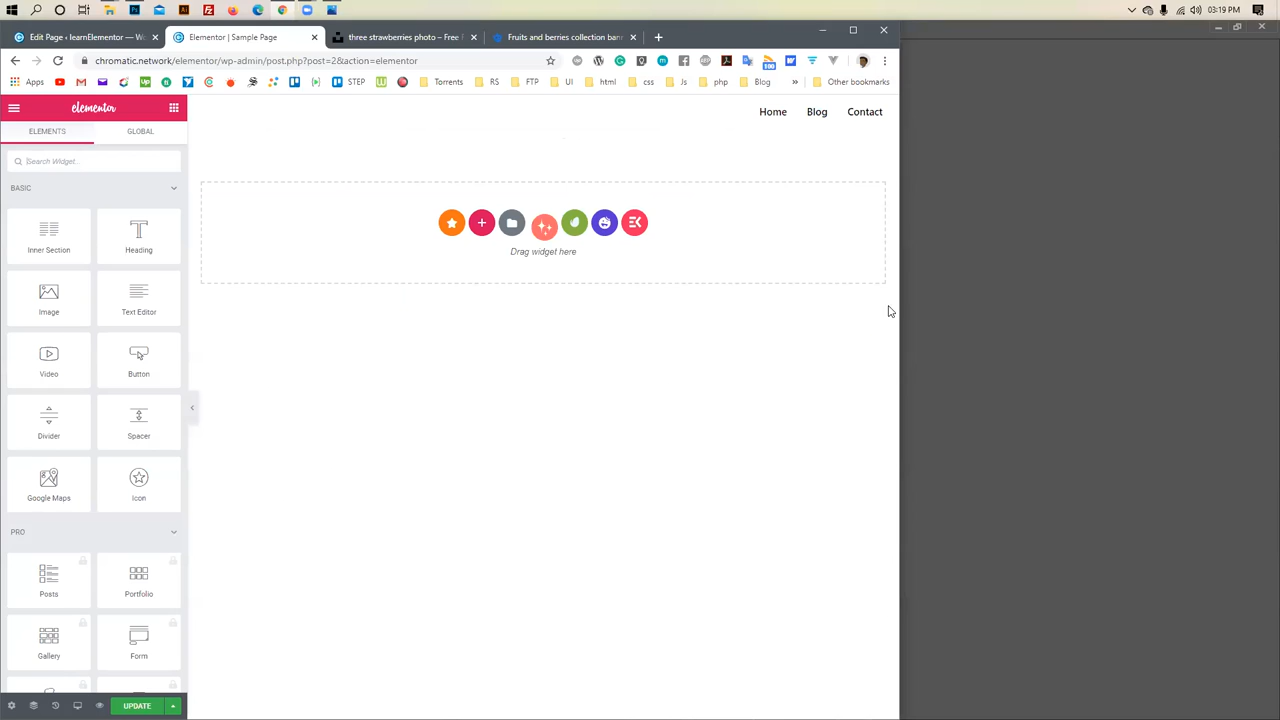 03:19 PM
Edit Page ‹ learnElementor — W
Elementor | Sample Page
three strawberries photo – Free
Fruits and berries collection ban
chromatic.network/elementor/wp-admin/post.php?post=2&action=elementor
Apps
STEP
Torrents
RS
FTP
UI
html
css
Js
php
Blog
»
Other bookmarks
100
elementor
Home
Blog
Contact
ELEMENTS
GLOBAL
Search Widget...
BASIC
Inner Section
Heading
Drag widget here
Image
Text Editor
Video
Button
Divider
Spacer
Google Maps
Icon
PRO
Posts
Portfolio
Gallery
Form
UPDATE